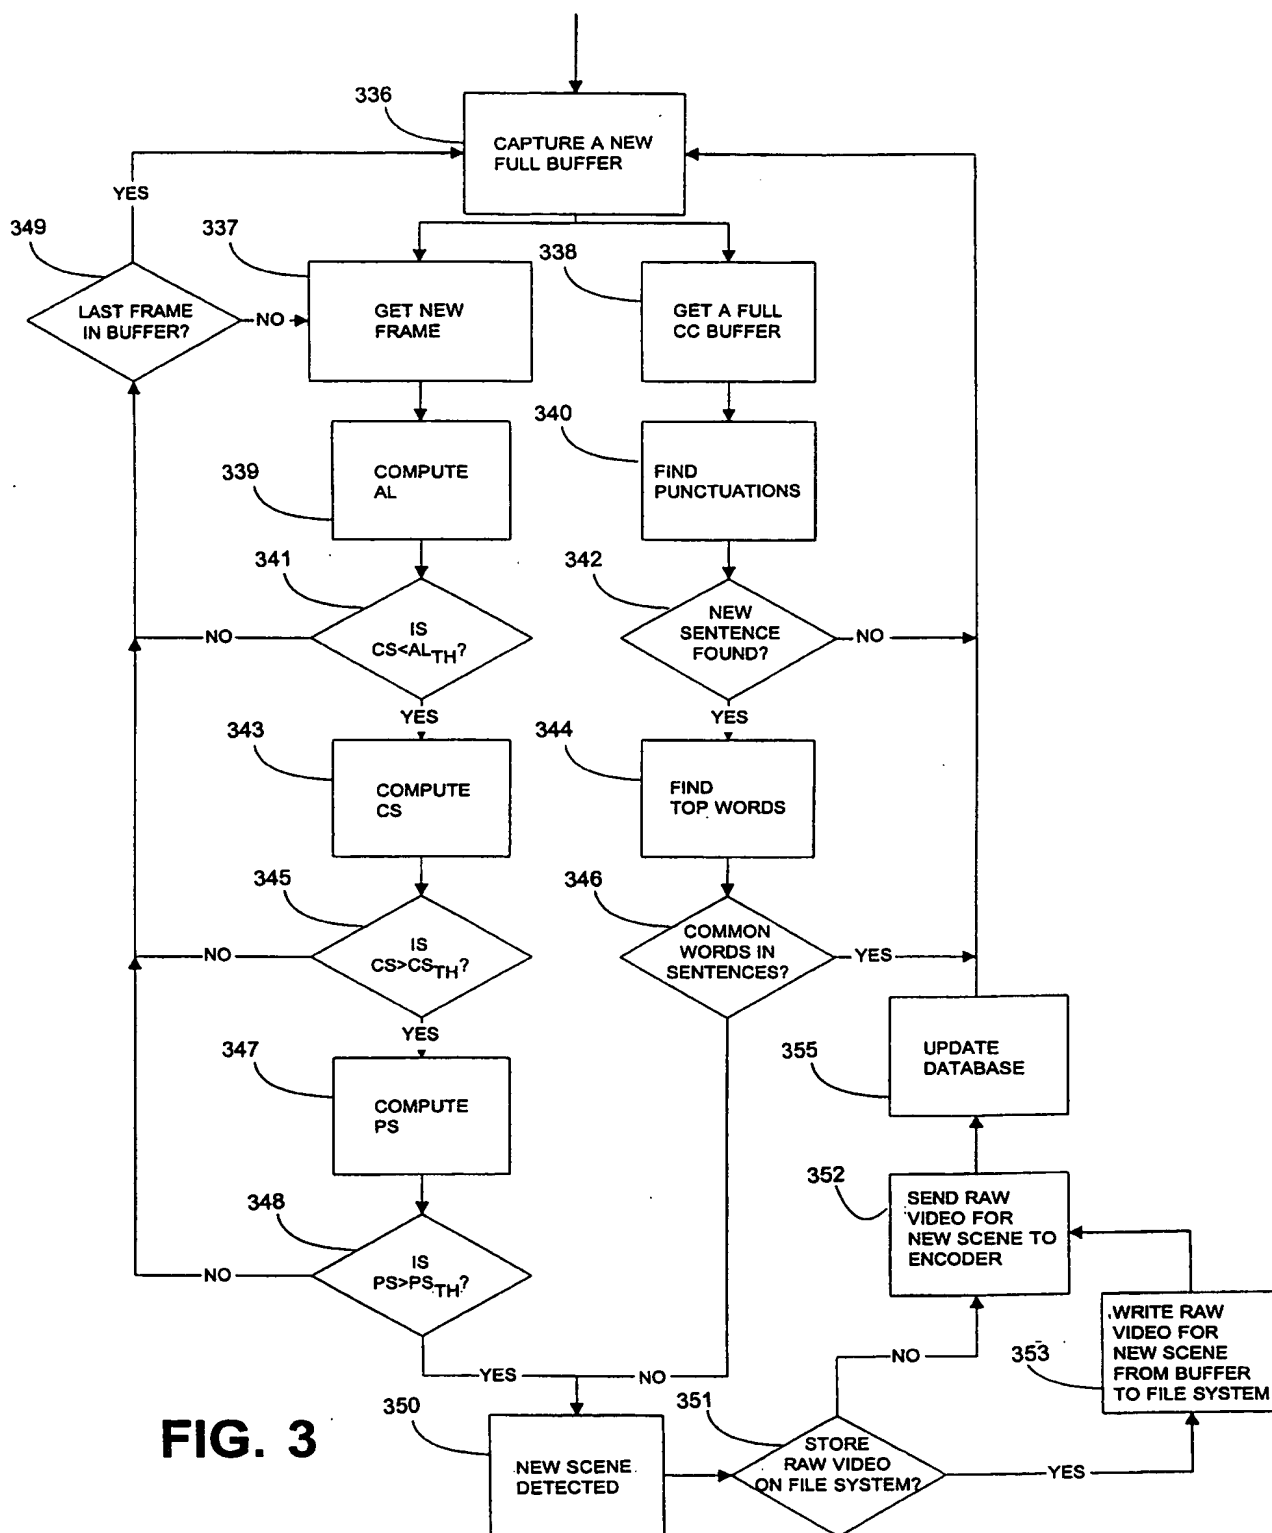 336
CAPTURE A NEW
FULL BUFFER
YES
349
LAST FRAME
IN BUFFER?
NO
337
GET NEW
FRAME
338
GET A FULL
CC BUFFER
339
COMPUTE
AL
340
FIND
PUNCTUATIONS
341
IS
CS<ALTH?
NO
YES
342
NEW
SENTENCE
FOUND?
NO
YES
343
COMPUTE
CS
344
FIND
TOP WORDS
345
IS
CS>CSTH?
NO
YES
346
COMMON
WORDS IN
SENTENCES?
YES
347
COMPUTE
PS
355
UPDATE
DATABASE
348
IS
PS>PSTH?
NO
YES
NO
352
SEND RAW
VIDEO FOR
NEW SCENE TO
ENCODER
353
WRITE RAW
VIDEO FOR
NEW SCENE
FROM BUFFER
TO FILE SYSTEM
350
NEW SCENE
DETECTED
351
STORE
RAW VIDEO
ON FILE SYSTEM?
NO
YES
FIG. 3